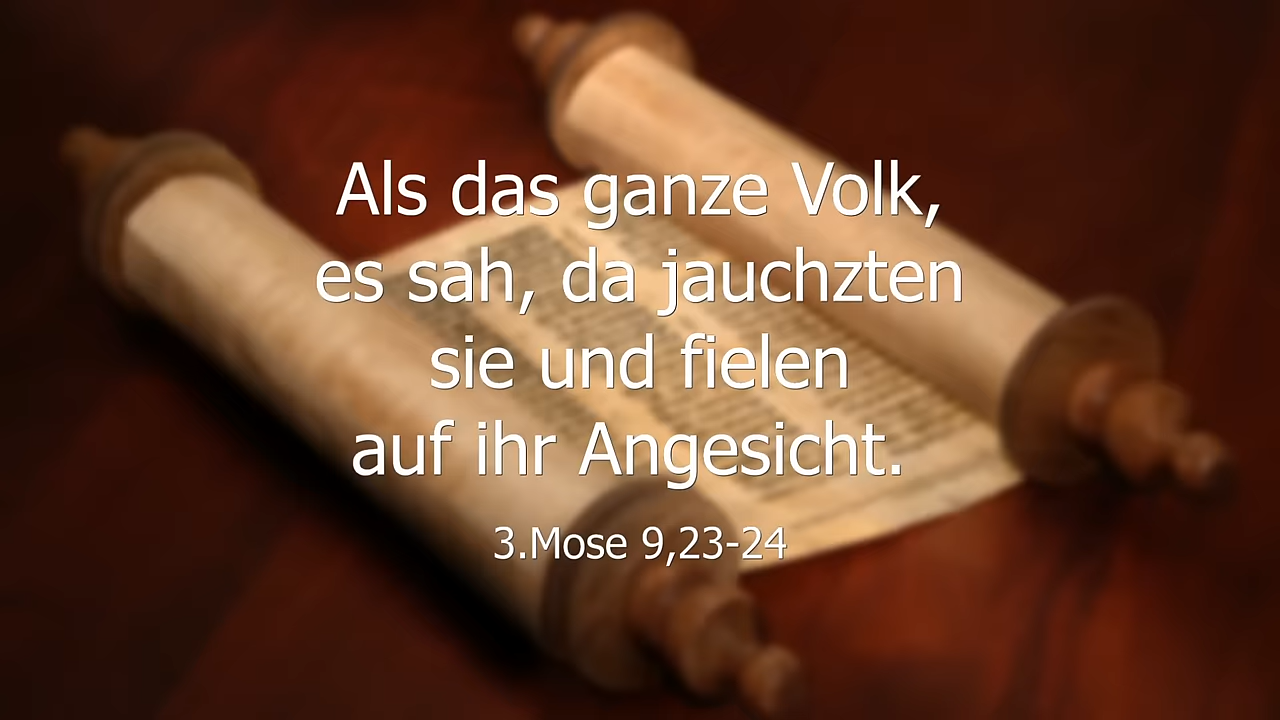 Als das ganze Volk,
es sah, da jauchzten
sie und fielen
auf ihr Angesicht.
3.Mose 9,23-24